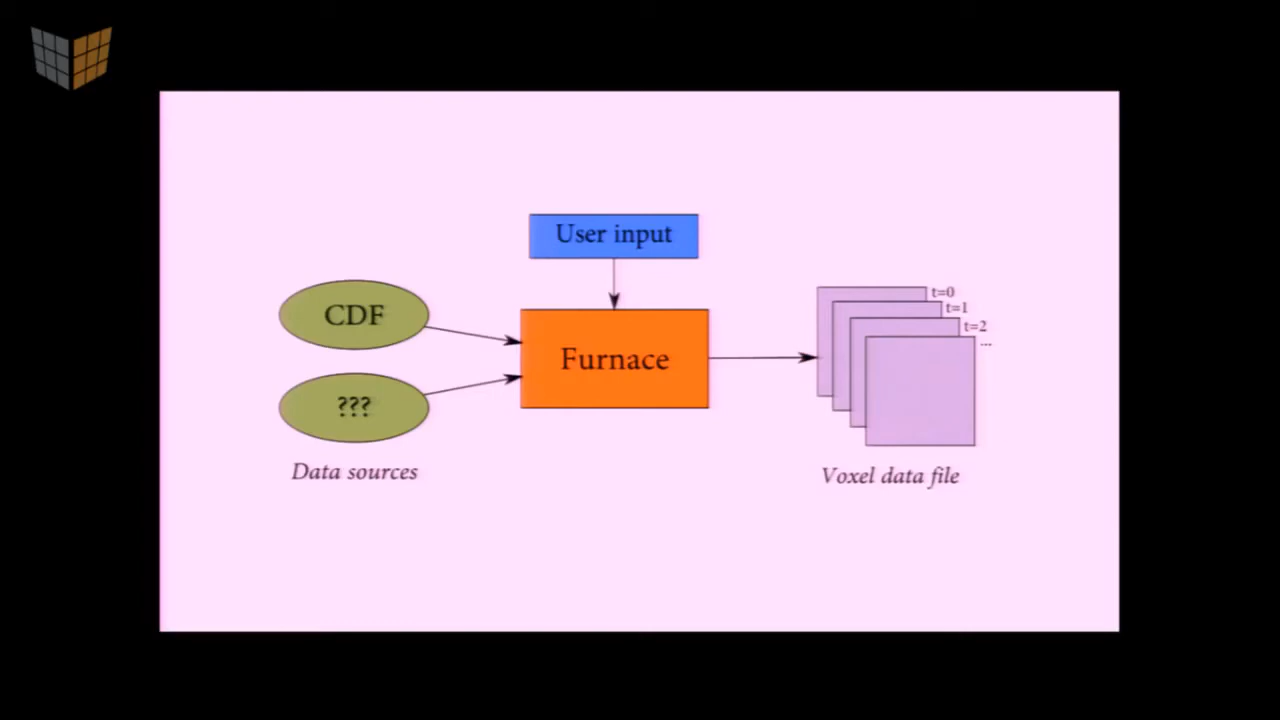 User input
CDF
???
Data sources
Furnace
t=0
t=1
t=2
...
Voxel data file